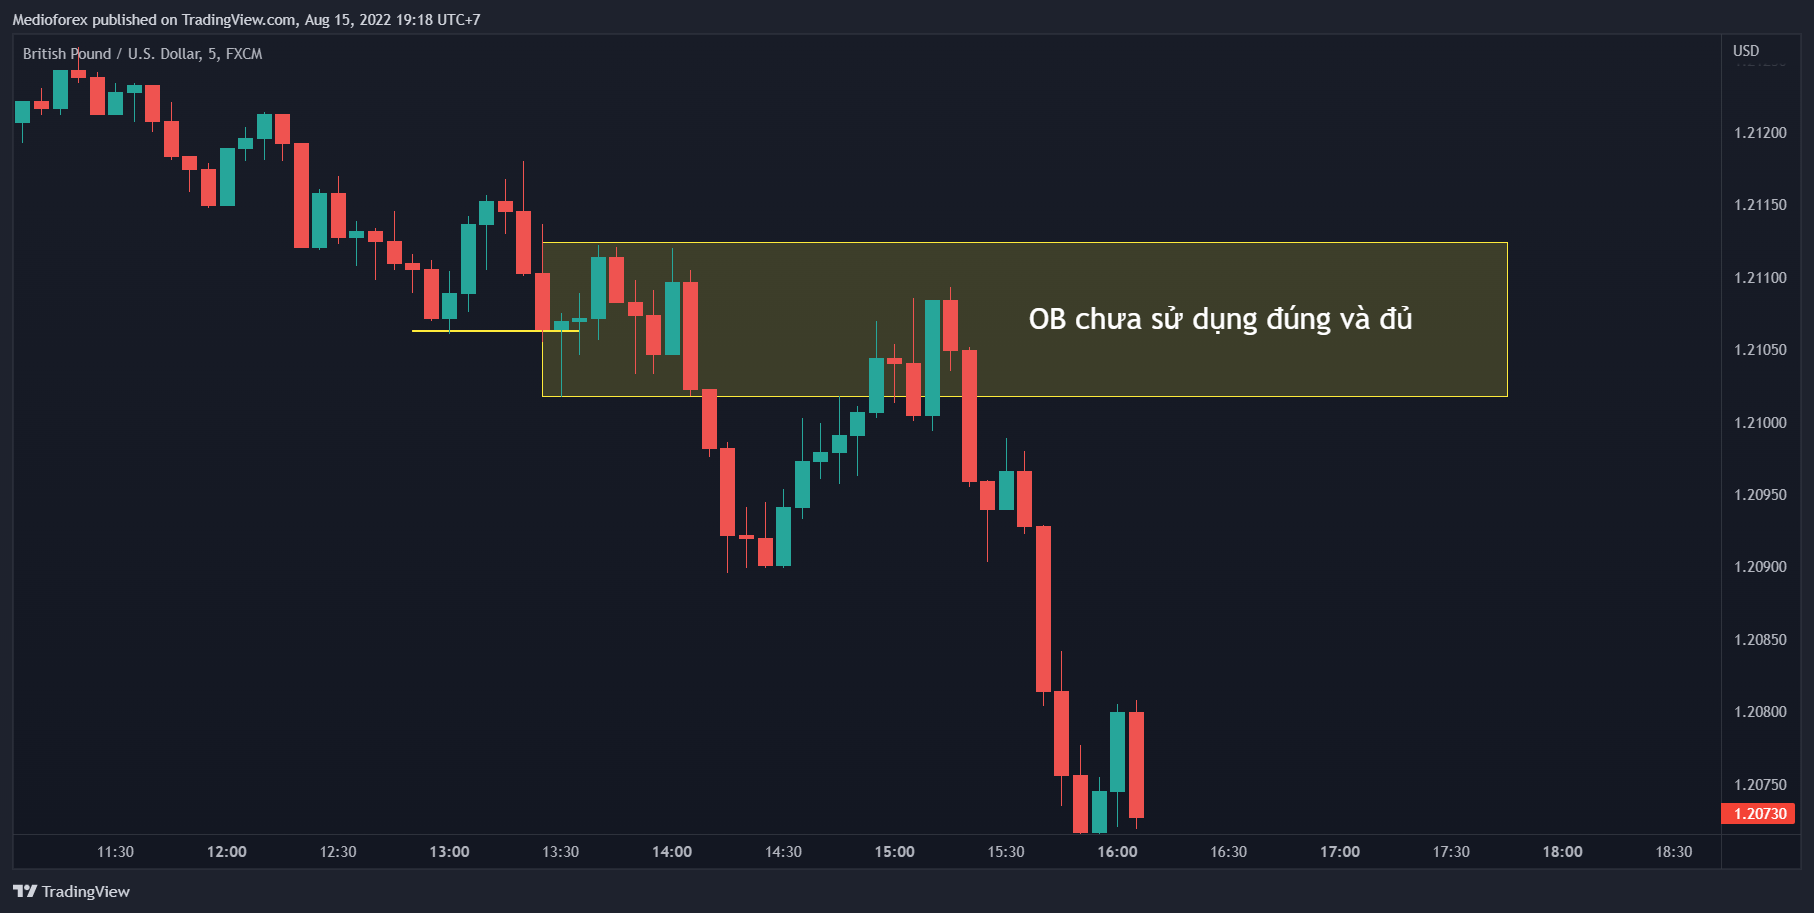 Medioforex published on TradingView.com, Aug 15, 2022 19:18 UTC+7
British Pound / U.S. Dollar, 5, FXCM
USD
1.21200
1.21150
1.21100
OB chưa sử dụng đúng và đủ
1.21050
1.21000
1.20950
1.20900
1.20850
1.20800
1.20750
1.20730
11:30 12:00 12:30 13:00 13:30 14:00 14:30 15:00 15:30 16:00 16:30 17:00 17:30 18:00 18:30
TradingView